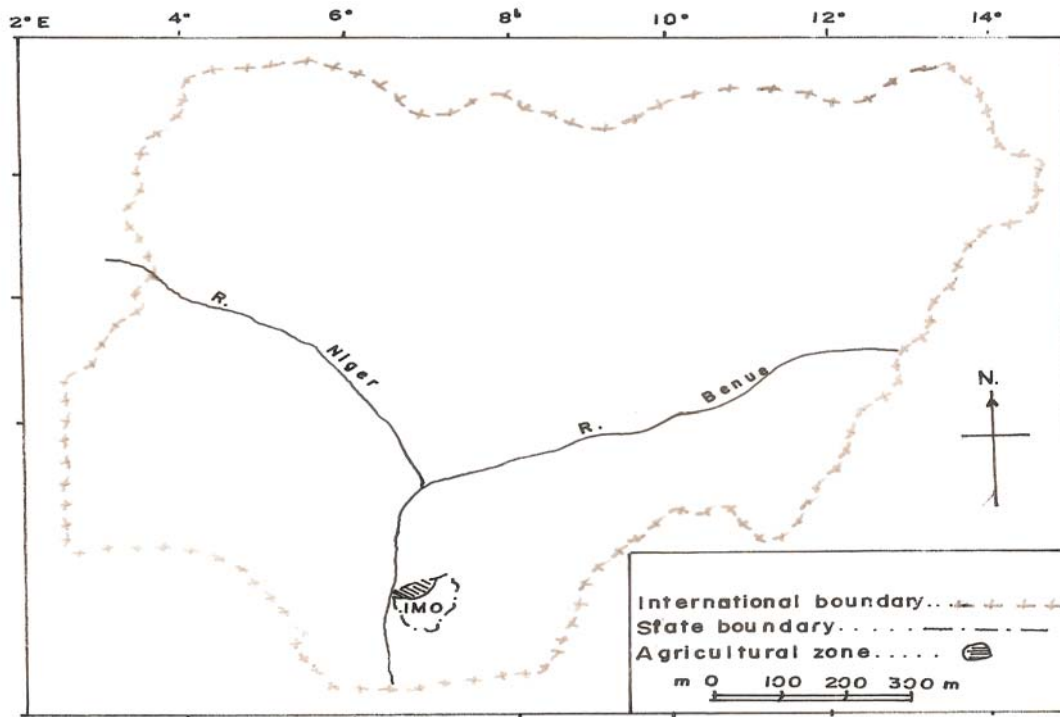 2° E 4° 6° 8° 10° 12° 14°
R.
Niger
Benue
R.
N.
IMO
International boundary...
State boundary......
Agricultural zone.....
m 0 100 200 300 m